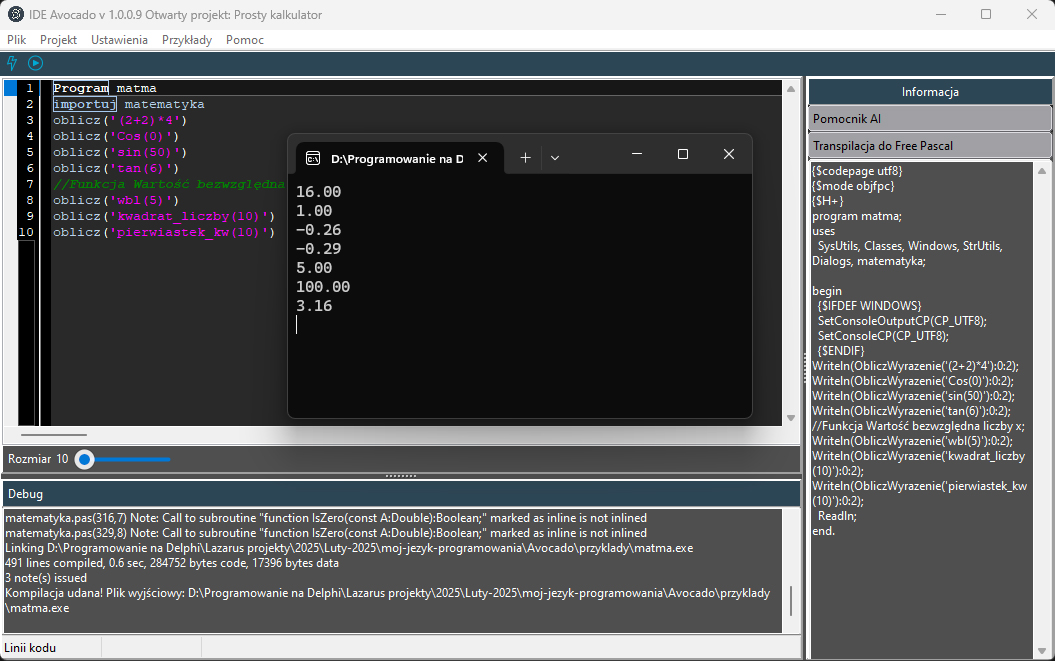 IDE Avocado v 1.0.0.9 Otwarty projekt: Prosty kalkulator
Plik Projekt Ustawienia Przykłady Pomoc
1 Program matma
2 importuj matematyka
3 oblicz('(2+2)*4')
4 oblicz('Cos(0)')
5 oblicz('sin(50)')
6 oblicz('tan(6)')
7 //Funkcja Wartość bezwzględna
8 oblicz('wbl(5)')
9 oblicz('kwadrat_liczby(10)')
10 oblicz('pierwiastek_kw(10)')
D:\Programowanie na D
16.00
1.00
-0.26
-0.29
5.00
100.00
3.16
Rozmiar 10
Debug
matematyka.pas(316,7) Note: Call to subroutine "function IsZero(const A:Double):Boolean;" marked as inline is not inlined
matematyka.pas(329,8) Note: Call to subroutine "function IsZero(const A:Double):Boolean;" marked as inline is not inlined
Linking D:\Programowanie na Delphi\Lazarus projekty\2025\Luty-2025\moj-jezyk-programowania\Avocado\przyklady\matma.exe
491 lines compiled, 0.6 sec, 284752 bytes code, 17396 bytes data
3 note(s) issued
Kompilacja udana! Plik wyjściowy: D:\Programowanie na Delphi\Lazarus projekty\2025\Luty-2025\moj-jezyk-programowania\Avocado\przyklady
\matma.exe
Linii kodu
Informacja
Pomocnik AI
Transpilacja do Free Pascal
{$codepage utf8}
{$mode objfpc}
{$H+}
program matma;
uses
SysUtils, Classes, Windows, StrUtils,
Dialogs, matematyka;
begin
{$IFDEF WINDOWS}
SetConsoleOutputCP(CP_UTF8);
SetConsoleCP(CP_UTF8);
{$ENDIF}
Writeln(ObliczWyrazenie('(2+2)*4'):0:2);
Writeln(ObliczWyrazenie('Cos(0)'):0:2);
Writeln(ObliczWyrazenie('sin(50)'):0:2);
Writeln(ObliczWyrazenie('tan(6)'):0:2);
//Funkcja Wartość bezwzględna liczby x;
Writeln(ObliczWyrazenie('wbl(5)'):0:2);
Writeln(ObliczWyrazenie('kwadrat_liczby
(10)'):0:2);
Writeln(ObliczWyrazenie('pierwiastek_kw
(10)'):0:2);
ReadIn;
end.